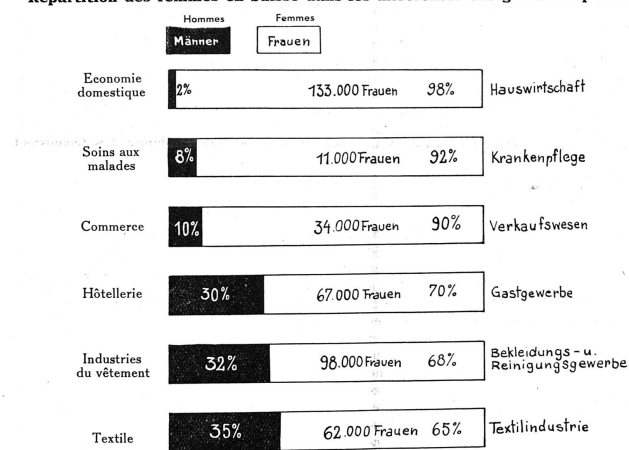 Hommes Femmes
Männer Frauen
Economie
domestique
2% 133.000 Frauen 98% Hauswirtschaft
Soins aux
malades
8% 11.000 Frauen 92% Krankenpflege
Commerce 10% 34.000 Frauen 90% Verkaufswesen
Hôtellerie 30% 67.000 Frauen 70% Gastgewerbe
Industries
du vêtement
32% 98.000 Frauen 68% Bekleidungs- u.
Reinigungsgewerbe
Textile 35% 62.000 Frauen 65% Textilindustrie